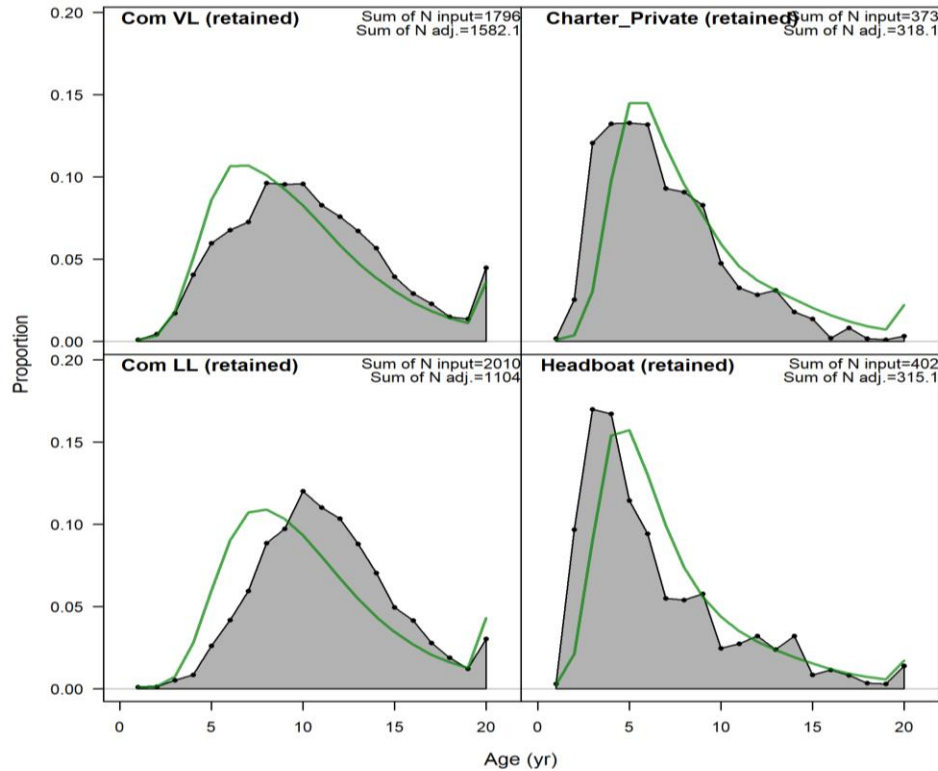 Com VL (retained)
Sum of N input=1796
Sum of N adj.=1582.1
Charter_Private (retained)
Sum of N input=373
Sum of N adj.=318.1
0.20
0.15
0.10
0.05
0.00
Com LL (retained)
Sum of N input=2010
Sum of N adj.=1104
Headboat (retained)
Sum of N input=402
Sum of N adj.=315.1
0.20
0.15
0.10
0.05
0.00
Proportion
0 5 10 15 20
0 5 10 15 20
Age (yr)